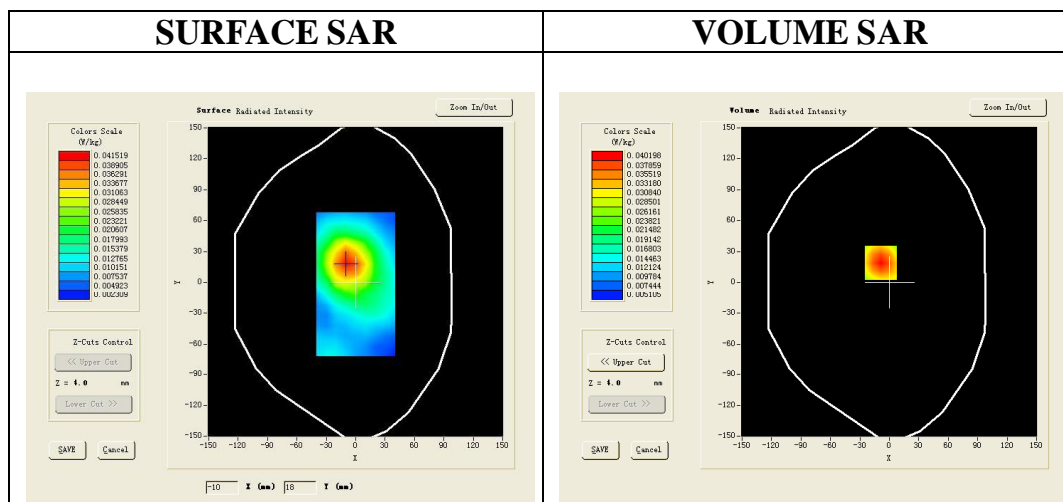 SURFACE SAR
VOLUME SAR
Surface Radiated Intensity
Zoom In/Out
Colors Scale
(W/kg)
0.041519
0.038905
0.036291
0.033677
0.031063
0.028449
0.025835
0.023221
0.020607
0.017993
0.015379
0.012765
0.010151
0.007537
0.004923
0.002309
Z-Cuts Control
<< Upper Cut
Z = 4.0 mm
Lower Cut >>
SAVE
Cancel
150
120
90
60
30
0
-30
-60
-90
-120
-150
Y
-150 -120 -90 -60 -30 0 30 60 90 120 150
X
-10 X (mm) 18 Y (mm)
Volume Radiated Intensity
Zoom In/Out
Colors Scale
(W/kg)
0.040198
0.037859
0.035519
0.033180
0.030840
0.028501
0.026161
0.023821
0.021482
0.019142
0.016803
0.014463
0.012124
0.009784
0.007444
0.005105
Z-Cuts Control
<< Upper Cut
Z = 4.0 mm
Lower Cut >>
SAVE
Cancel
150
120
90
60
30
0
-30
-60
-90
-120
-150
Y
-150 -120 -90 -60 -30 0 30 60 90 120 150
X